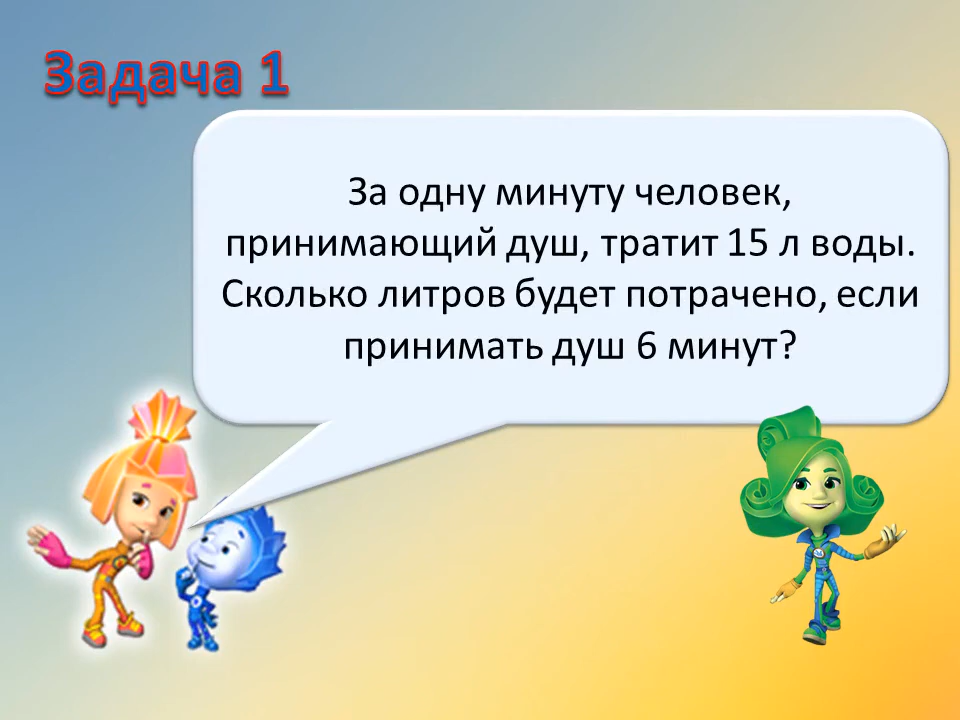 Задача 1
За одну минуту человек,
принимающий душ, тратит 15 л воды.
Сколько литров будет потрачено, если
принимать душ 6 минут?